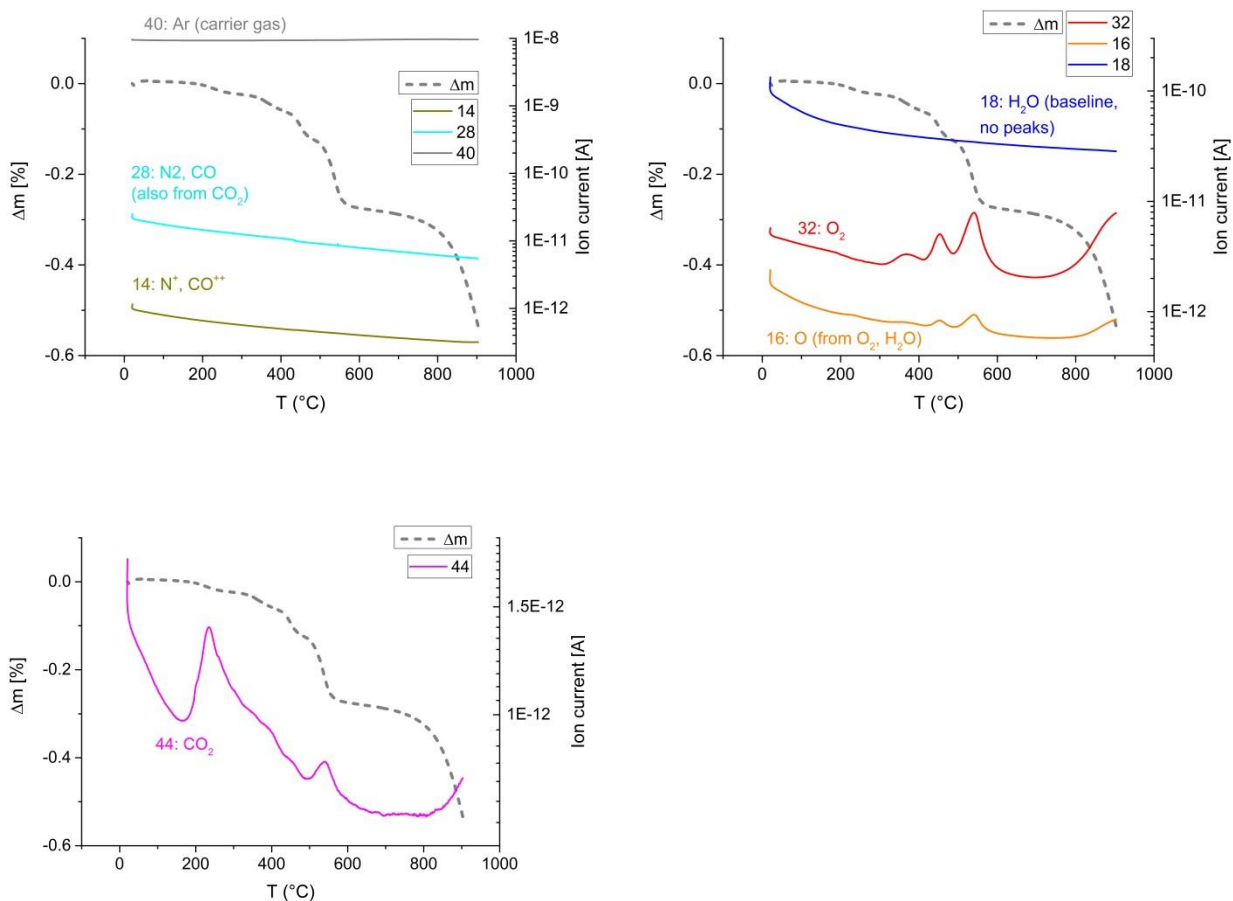 40: Ar (carrier gas)
0.0
-0.2
-0.4
-0.6
Δm [%]
1E-8
1E-9
1E-10
1E-11
1E-12
Ion current [A]
Δm
14
28
40
28: N2, CO
(also from CO₂)
14: N⁺, CO⁺⁺
0 200 400 600 800 1000
T (°C)
Δm
32
16
18
0.0
-0.2
-0.4
-0.6
Δm [%]
1E-10
1E-11
1E-12
Ion current [A]
18: H₂O (baseline,
no peaks)
32: O₂
16: O (from O₂, H₂O)
0 200 400 600 800 1000
T (°C)
Δm
44
0.0
-0.2
-0.4
-0.6
Δm [%]
1.5E-12
1E-12
Ion current [A]
44: CO₂
0 200 400 600 800 1000
T (°C)